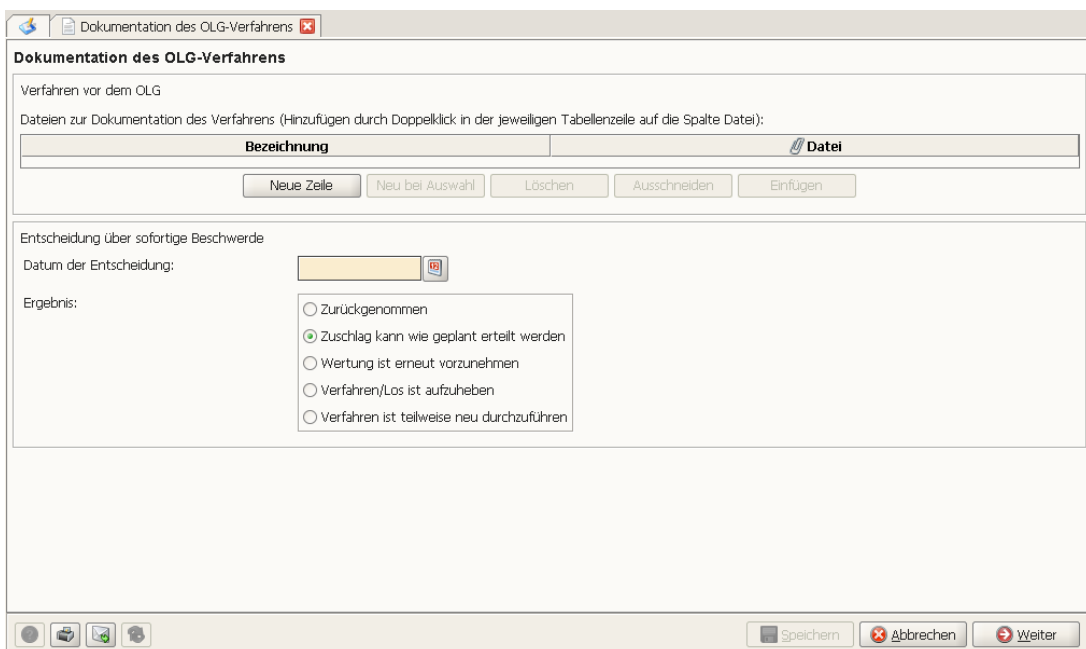 Dokumentation des OLG-Verfahrens
Dokumentation des OLG-Verfahrens
Verfahren vor dem OLG
Dateien zur Dokumentation des Verfahrens (Hinzufügen durch Doppelklick in der jeweiligen Tabellenzeile auf die Spalte Datei):
Bezeichnung Datei
Neue Zeile Neu bei Auswahl Löschen Ausschneiden Einfügen
Entscheidung über sofortige Beschwerde
Datum der Entscheidung:
Ergebnis:
Zurückgenommen
Zuschlag kann wie geplant erteilt werden
Wertung ist erneut vorzunehmen
Verfahren/Los ist aufzuheben
Verfahren ist teilweise neu durchzuführen
Speichern Abbrechen Weiter